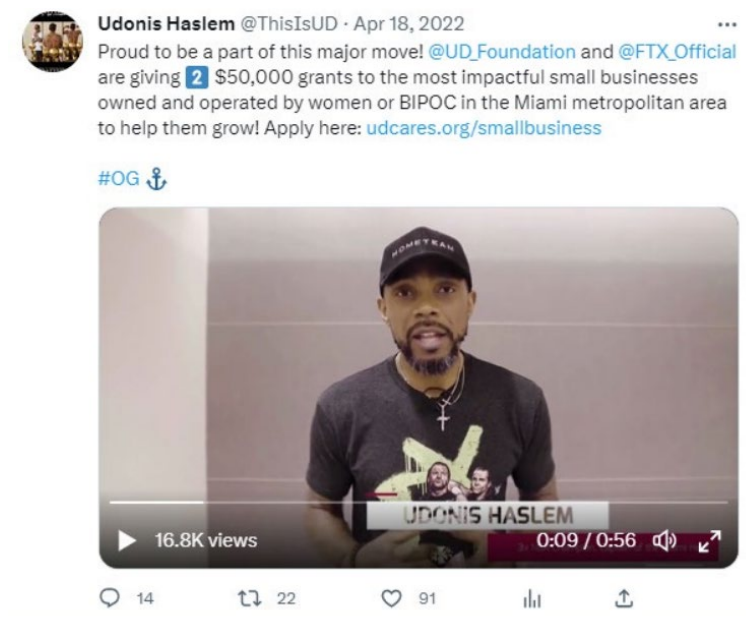 Udonis Haslem @ThisIsUD · Apr 18, 2022
Proud to be a part of this major move! @UD_Foundation and @FTX_Official
are giving 2️⃣ $50,000 grants to the most impactful small businesses
owned and operated by women or BIPOC in the Miami metropolitan area
to help them grow! Apply here: udcares.org/smallbusiness
#OG ⚓
HOMETEAM
UDONIS HASLEM
16.8K views
0:09 / 0:56
14
22
91